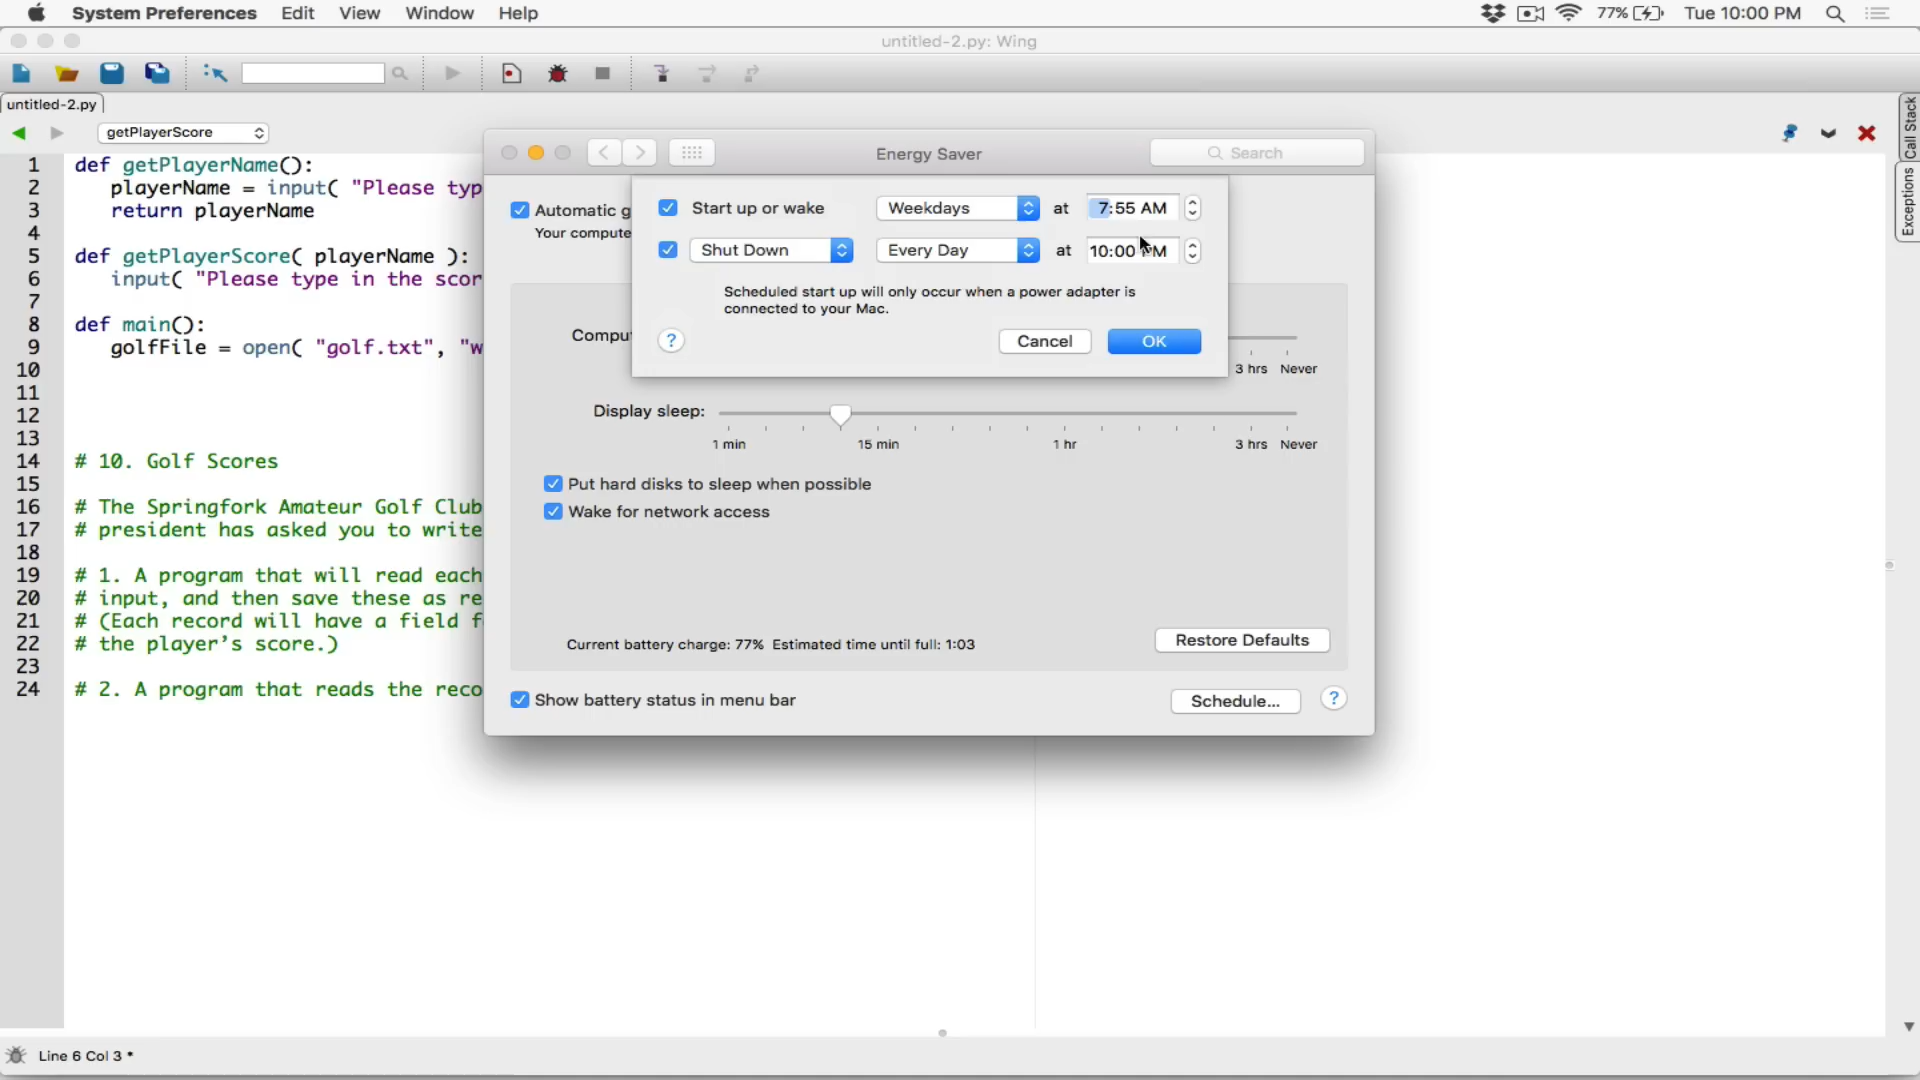 System Preferences Edit View Window Help 77% Tue 10:00 PM
untitled-2.py: Wing
untitled-2.py
getPlayerScore
Call Stack
Exceptions
1 def getPlayerName():
2 playerName = input( "Please typ
3 return playerName
4
5 def getPlayerScore( playerName ):
6 input( "Please type in the scor
7
8 def main():
9 golfFile = open( "golf.txt", "w
10
11
12
13
14 # 10. Golf Scores
15
16 # The Springfork Amateur Golf Club
17 # president has asked you to write
18
19 # 1. A program that will read each
20 # input, and then save these as re
21 # (Each record will have a field f
22 # the player's score.)
23
24 # 2. A program that reads the reco
Energy Saver
Search
Automatic g
Your compute
Start up or wake Weekdays at 7:55 AM
Shut Down Every Day at 10:00 PM
Scheduled start up will only occur when a power adapter is
connected to your Mac.
? Cancel OK
Compu
3 hrs Never
Display sleep:
1 min 15 min 1 hr 3 hrs Never
Put hard disks to sleep when possible
Wake for network access
Current battery charge: 77% Estimated time until full: 1:03
Restore Defaults
Show battery status in menu bar
Schedule... ?
Line 6 Col 3 *